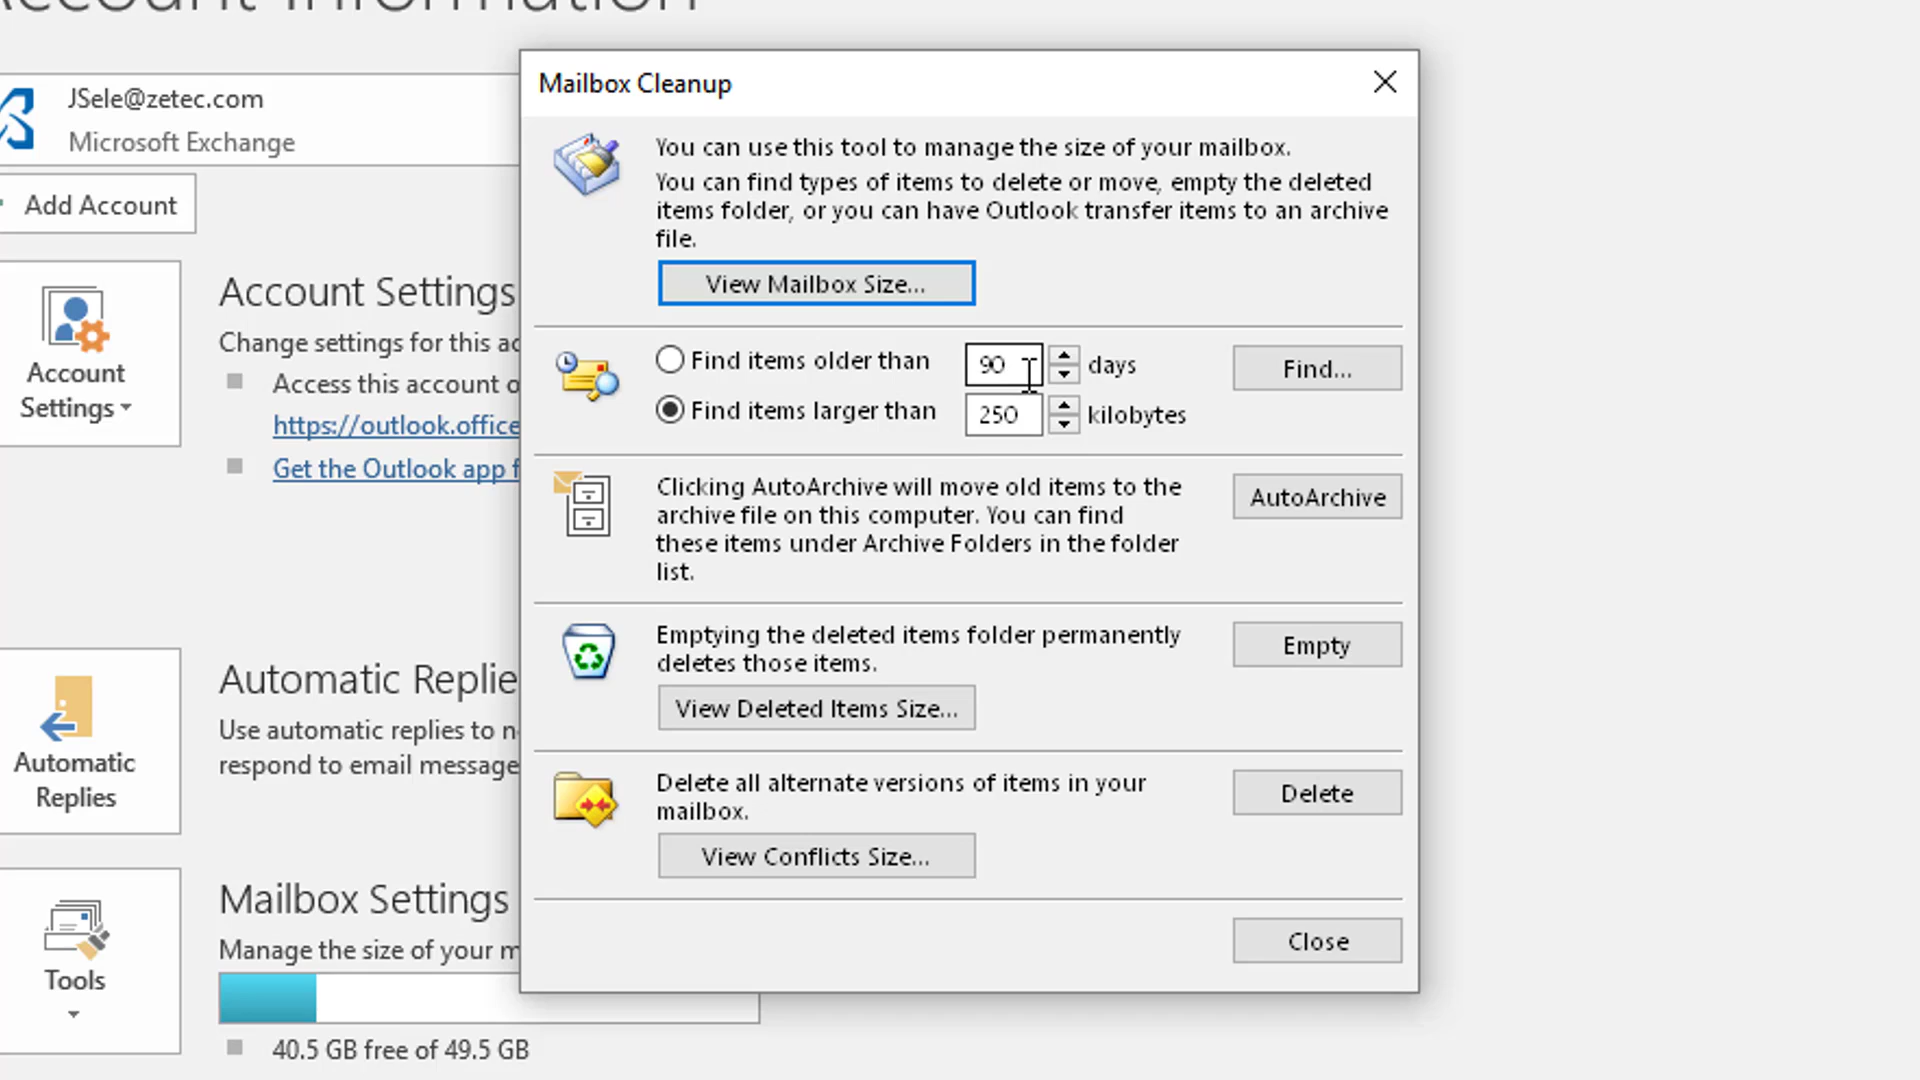 Account Information
JSele@zetec.com
Microsoft Exchange
Add Account
Account
Settings
Account Settings
Change settings for this ac
Access this account o
https://outlook.office
Get the Outlook app f
Automatic
Replies
Automatic Replie
Use automatic replies to n
respond to email message
Tools
Mailbox Settings
Manage the size of your m
40.5 GB free of 49.5 GB
Mailbox Cleanup
You can use this tool to manage the size of your mailbox.
You can find types of items to delete or move, empty the deleted
items folder, or you can have Outlook transfer items to an archive
file.
View Mailbox Size...
Find items older than 90 days
Find...
Find items larger than 250 kilobytes
Clicking AutoArchive will move old items to the
archive file on this computer. You can find
these items under Archive Folders in the folder
list.
AutoArchive
Emptying the deleted items folder permanently
deletes those items.
Empty
View Deleted Items Size...
Delete all alternate versions of items in your
mailbox.
Delete
View Conflicts Size...
Close